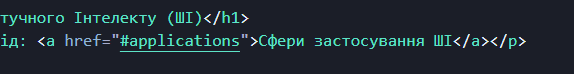 тучного Інтелекту (ШІ)</h1>
ід: <a href="#applications">Сфери застосування ШІ</a></p>